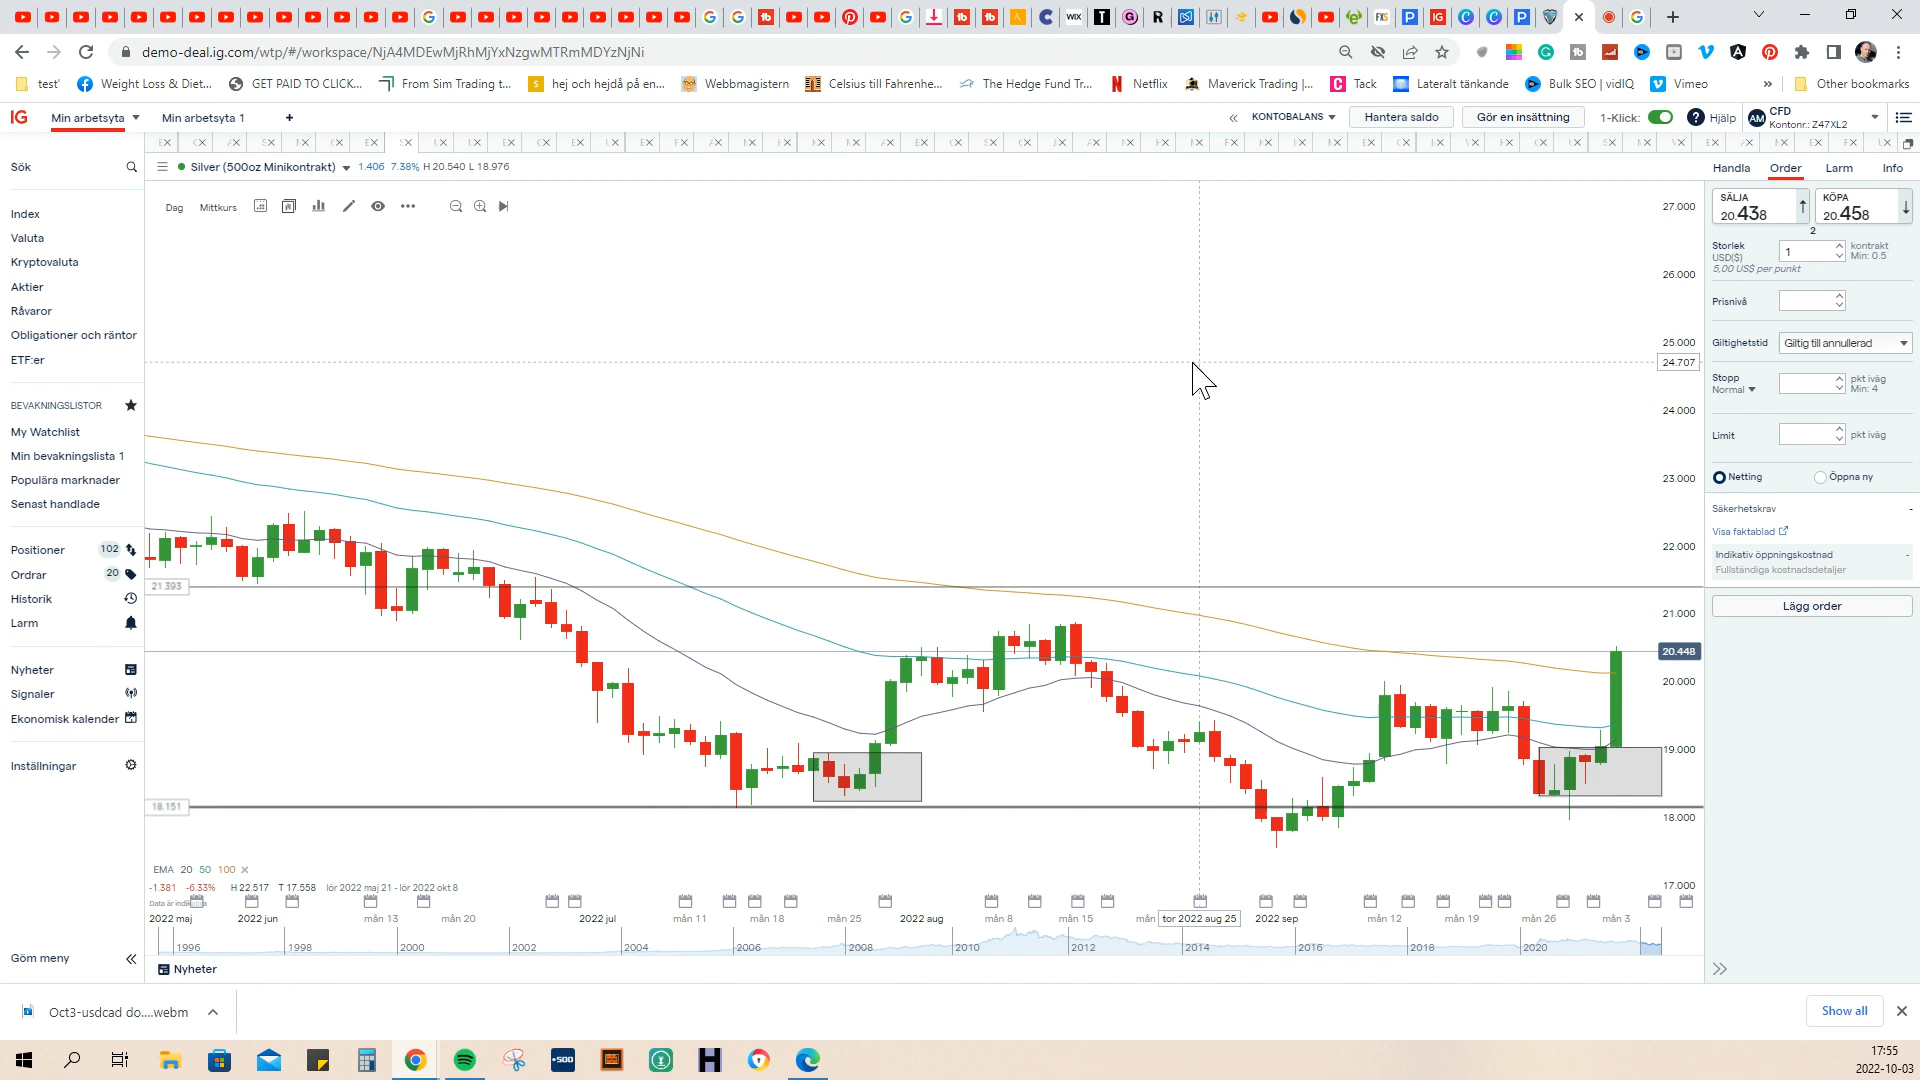 demo-deal.ig.com/wtp/#/workspace/NjA4MDEwMjRhMjYxNzgwMTRmMDYzNjNi
test'
Weight Loss & Diet...
GET PAID TO CLICK...
From Sim Trading t...
hej och hejdå på en...
Webbmagistern
Celsius till Fahrenhe...
The Hedge Fund Tr...
Netflix
Maverick Trading |...
Tack
Lateralt tänkande
Bulk SEO | vidIQ
Vimeo
Other bookmarks
IG
Min arbetsyta
Min arbetsyta 1
KONTOBALANS
Hantera saldo
Gör en insättning
1-Klick:
Hjälp
AM
CFD
Kontonr.: Z47XL2
Sök
Index
Valuta
Kryptovaluta
Aktier
Råvaror
Obligationer och räntor
ETF:er
BEVAKNINGSLISTOR
My Watchlist
Min bevakningslista 1
Populära marknader
Senast handlade
Positioner 102
Ordrar 20
Historik
Larm
Nyheter
Signaler
Ekonomisk kalender
Inställningar
Göm meny
Silver (500oz Minikontrakt) 1.406 7.38% H 20.540 L 18.976
Dag Mittkurs
27.000
26.000
25.000
24.707
24.000
23.000
22.000
21.000
20.448
20.000
19.000
18.000
17.000
21.393
18.151
EMA 20 50 100
-1.381 -6.33% H 22.517 T 17.558 lör 2022 maj 21 - lör 2022 okt 8
2022 maj 2022 jun mån 13 mån 20 2022 jul mån 11 mån 18 mån 25 2022 aug mån 8 mån 15 mån tor 2022 aug 25 2022 sep mån 12 mån 19 mån 26 mån 3
1996 1998 2000 2002 2004 2006 2008 2010 2012 2014 2016 2018 2020
Nyheter
Handla Order Larm Info
SÄLJA
20.438
KÖPA
20.458
2
Storlek
USD($)
1
kontrakt
Min: 0.5
5,00 US$ per punkt
Prisnivå
Giltighetstid
Giltig till annullerad
Stopp
Normal
pkt iväg
Min: 4
Limit
pkt iväg
Netting
Öppna ny
Säkerhetskrav -
Visa faktablad
Indikativ öppningskostnad -
Fullständiga kostnadsdetaljer
Lägg order
Oct3-usdcad do....webm
Show all
17:55
2022-10-03